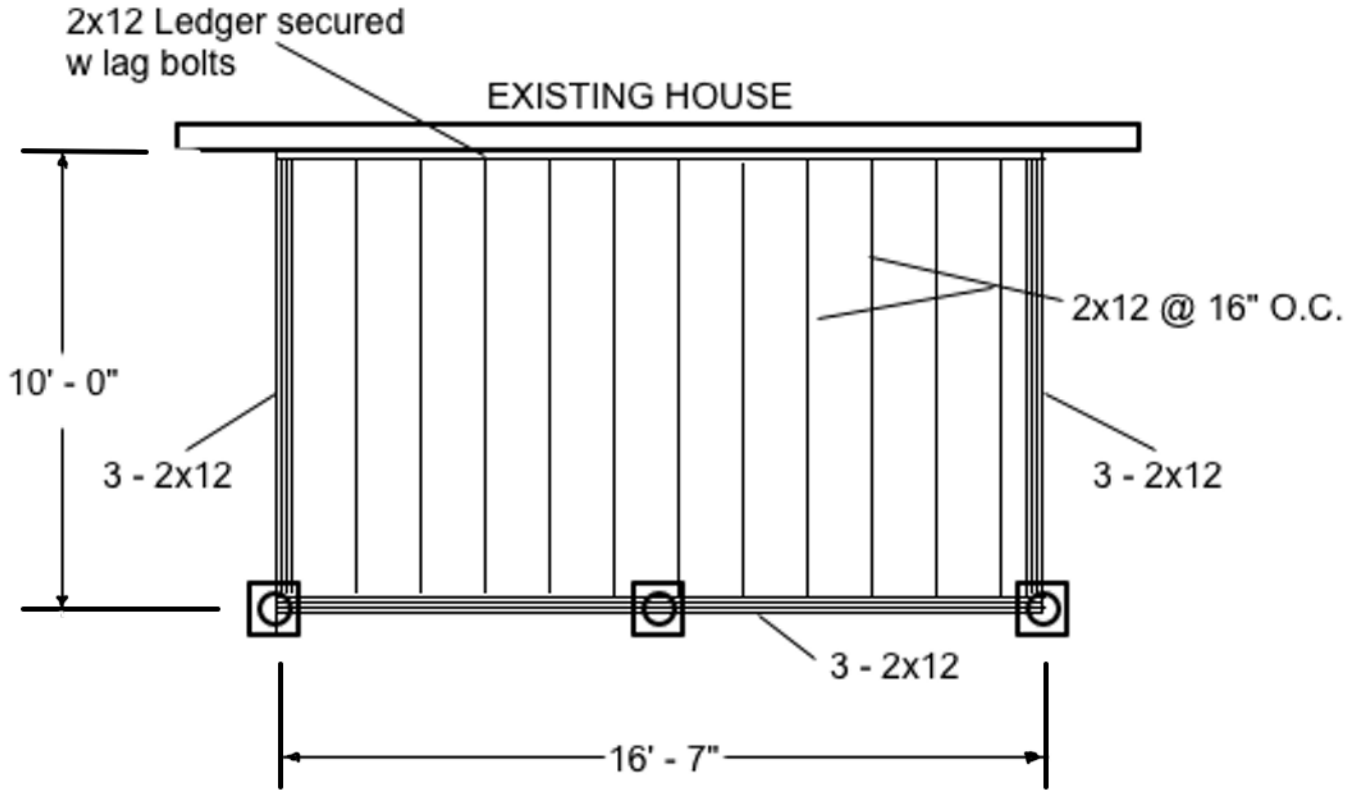 2x12 Ledger secured
w lag bolts
EXISTING HOUSE
2x12 @ 16" O.C.
10' - 0"
3 - 2x12
3 - 2x12
3 - 2x12
16' - 7"